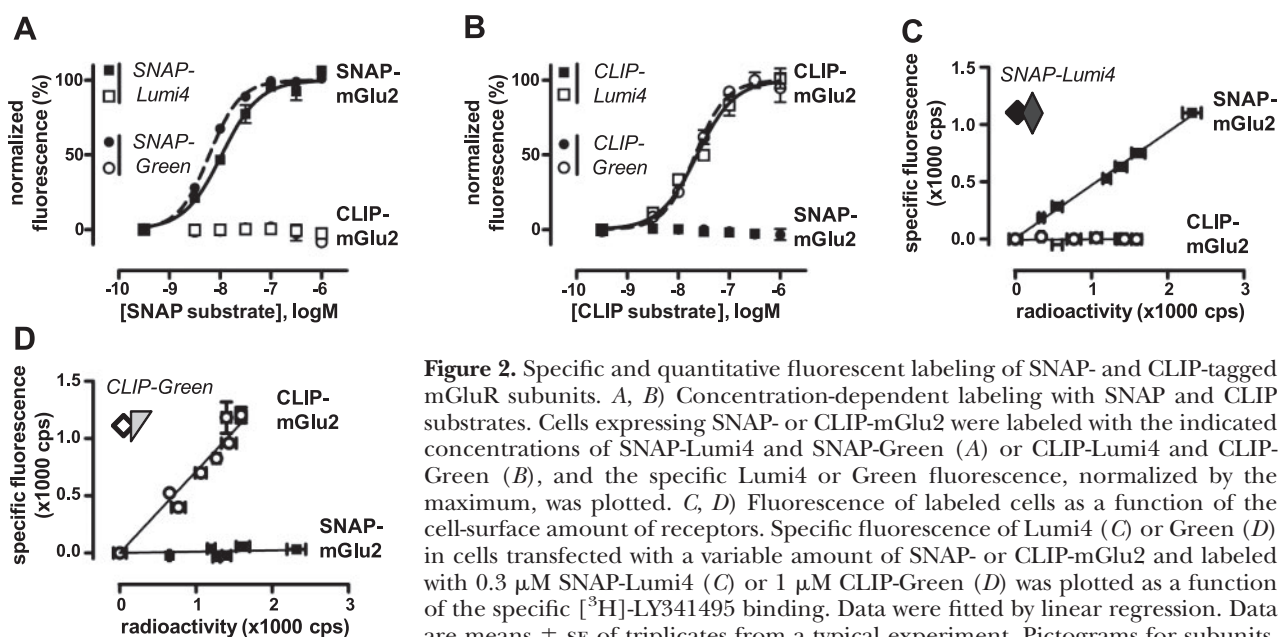 A
normalized
fluorescence (%)
100
50
0
SNAP-
Lumi4
SNAP-
Green
SNAP-
mGlu2
CLIP-
mGlu2
-10 -9 -8 -7 -6
[SNAP substrate], logM
B
normalized
fluorescence (%)
100
50
0
CLIP-
Lumi4
CLIP-
Green
CLIP-
mGlu2
SNAP-
mGlu2
-10 -9 -8 -7 -6
[CLIP substrate], logM
C
specific fluorescence
(x1000 cps)
1.5
1.0
0.5
0.0
SNAP-Lumi4
SNAP-
mGlu2
CLIP-
mGlu2
0 1 2 3
radioactivity (x1000 cps)
D
specific fluorescence
(x1000 cps)
1.5
1.0
0.5
0.0
CLIP-Green
CLIP-
mGlu2
SNAP-
mGlu2
0 1 2 3
radioactivity (x1000 cps)
Figure 2. Specific and quantitative fluorescent labeling of SNAP- and CLIP-tagged
mGluR subunits. A, B) Concentration-dependent labeling with SNAP and CLIP
substrates. Cells expressing SNAP- or CLIP-mGlu2 were labeled with the indicated
concentrations of SNAP-Lumi4 and SNAP-Green (A) or CLIP-Lumi4 and CLIP-
Green (B), and the specific Lumi4 or Green fluorescence, normalized by the
maximum, was plotted. C, D) Fluorescence of labeled cells as a function of the
cell-surface amount of receptors. Specific fluorescence of Lumi4 (C) or Green (D)
in cells transfected with a variable amount of SNAP- or CLIP-mGlu2 and labeled
with 0.3 μM SNAP-Lumi4 (C) or 1 μM CLIP-Green (D) was plotted as a function
of the specific [³H]-LY341495 binding. Data were fitted by linear regression. Data
are means ± SE of triplicates from a typical experiment. Pictograms for subunits,